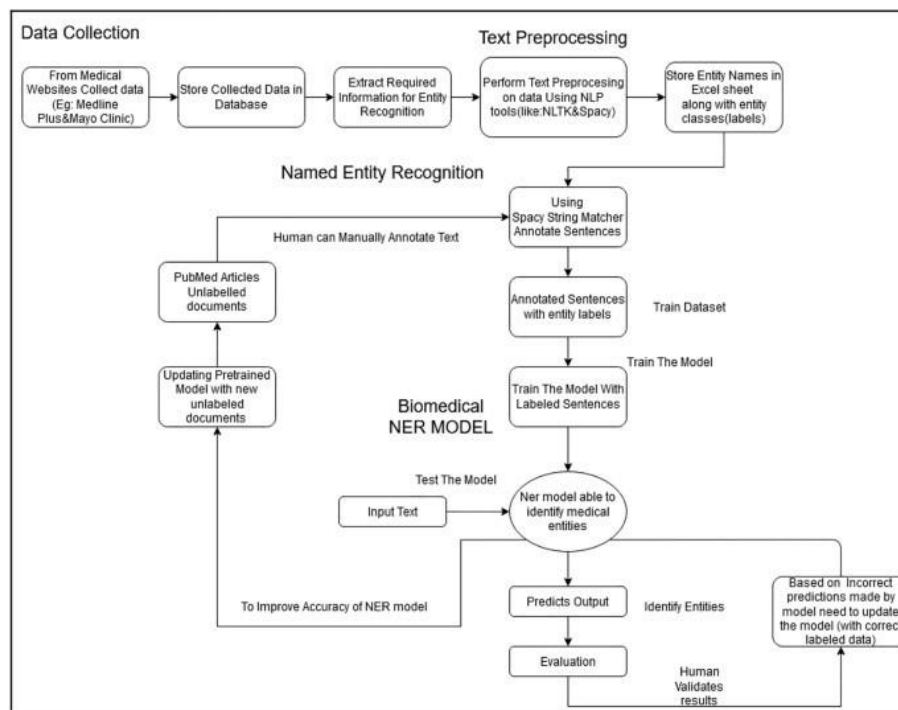 Data Collection
Text Preprocessing
From Medical
Websites Collect data
(Eg: Medline
Plus&Mayo Clinic)
Store Collected Data in
Database
Extract Required
Information for Entity
Recognition
Perform Text Preprocesing
on data Using NLP
tools(like:NLTK&Spacy)
Store Entity Names in
Excel sheet
along with entity
classes(labels)
Named Entity Recognition
Using
Spacy String Matcher
Annotate Sentences
Human can Manually Annotate Text
PubMed Articles
Unlabelled
documents
Annotated Sentences
with entity labels
Train Dataset
Train The Model
Updating Pretrained
Model with new
unlabeled
documents
Train The Model With
Labeled Sentences
Biomedical
NER MODEL
Test The Model
Input Text
Ner model able to
identify medical
entities
To Improve Accuracy of NER model
Predicts Output
Identify Entities
Based on Incorrect
predictions made by
model need to update
the model (with correc
labeled data)
Evaluation
Human
Validates
results